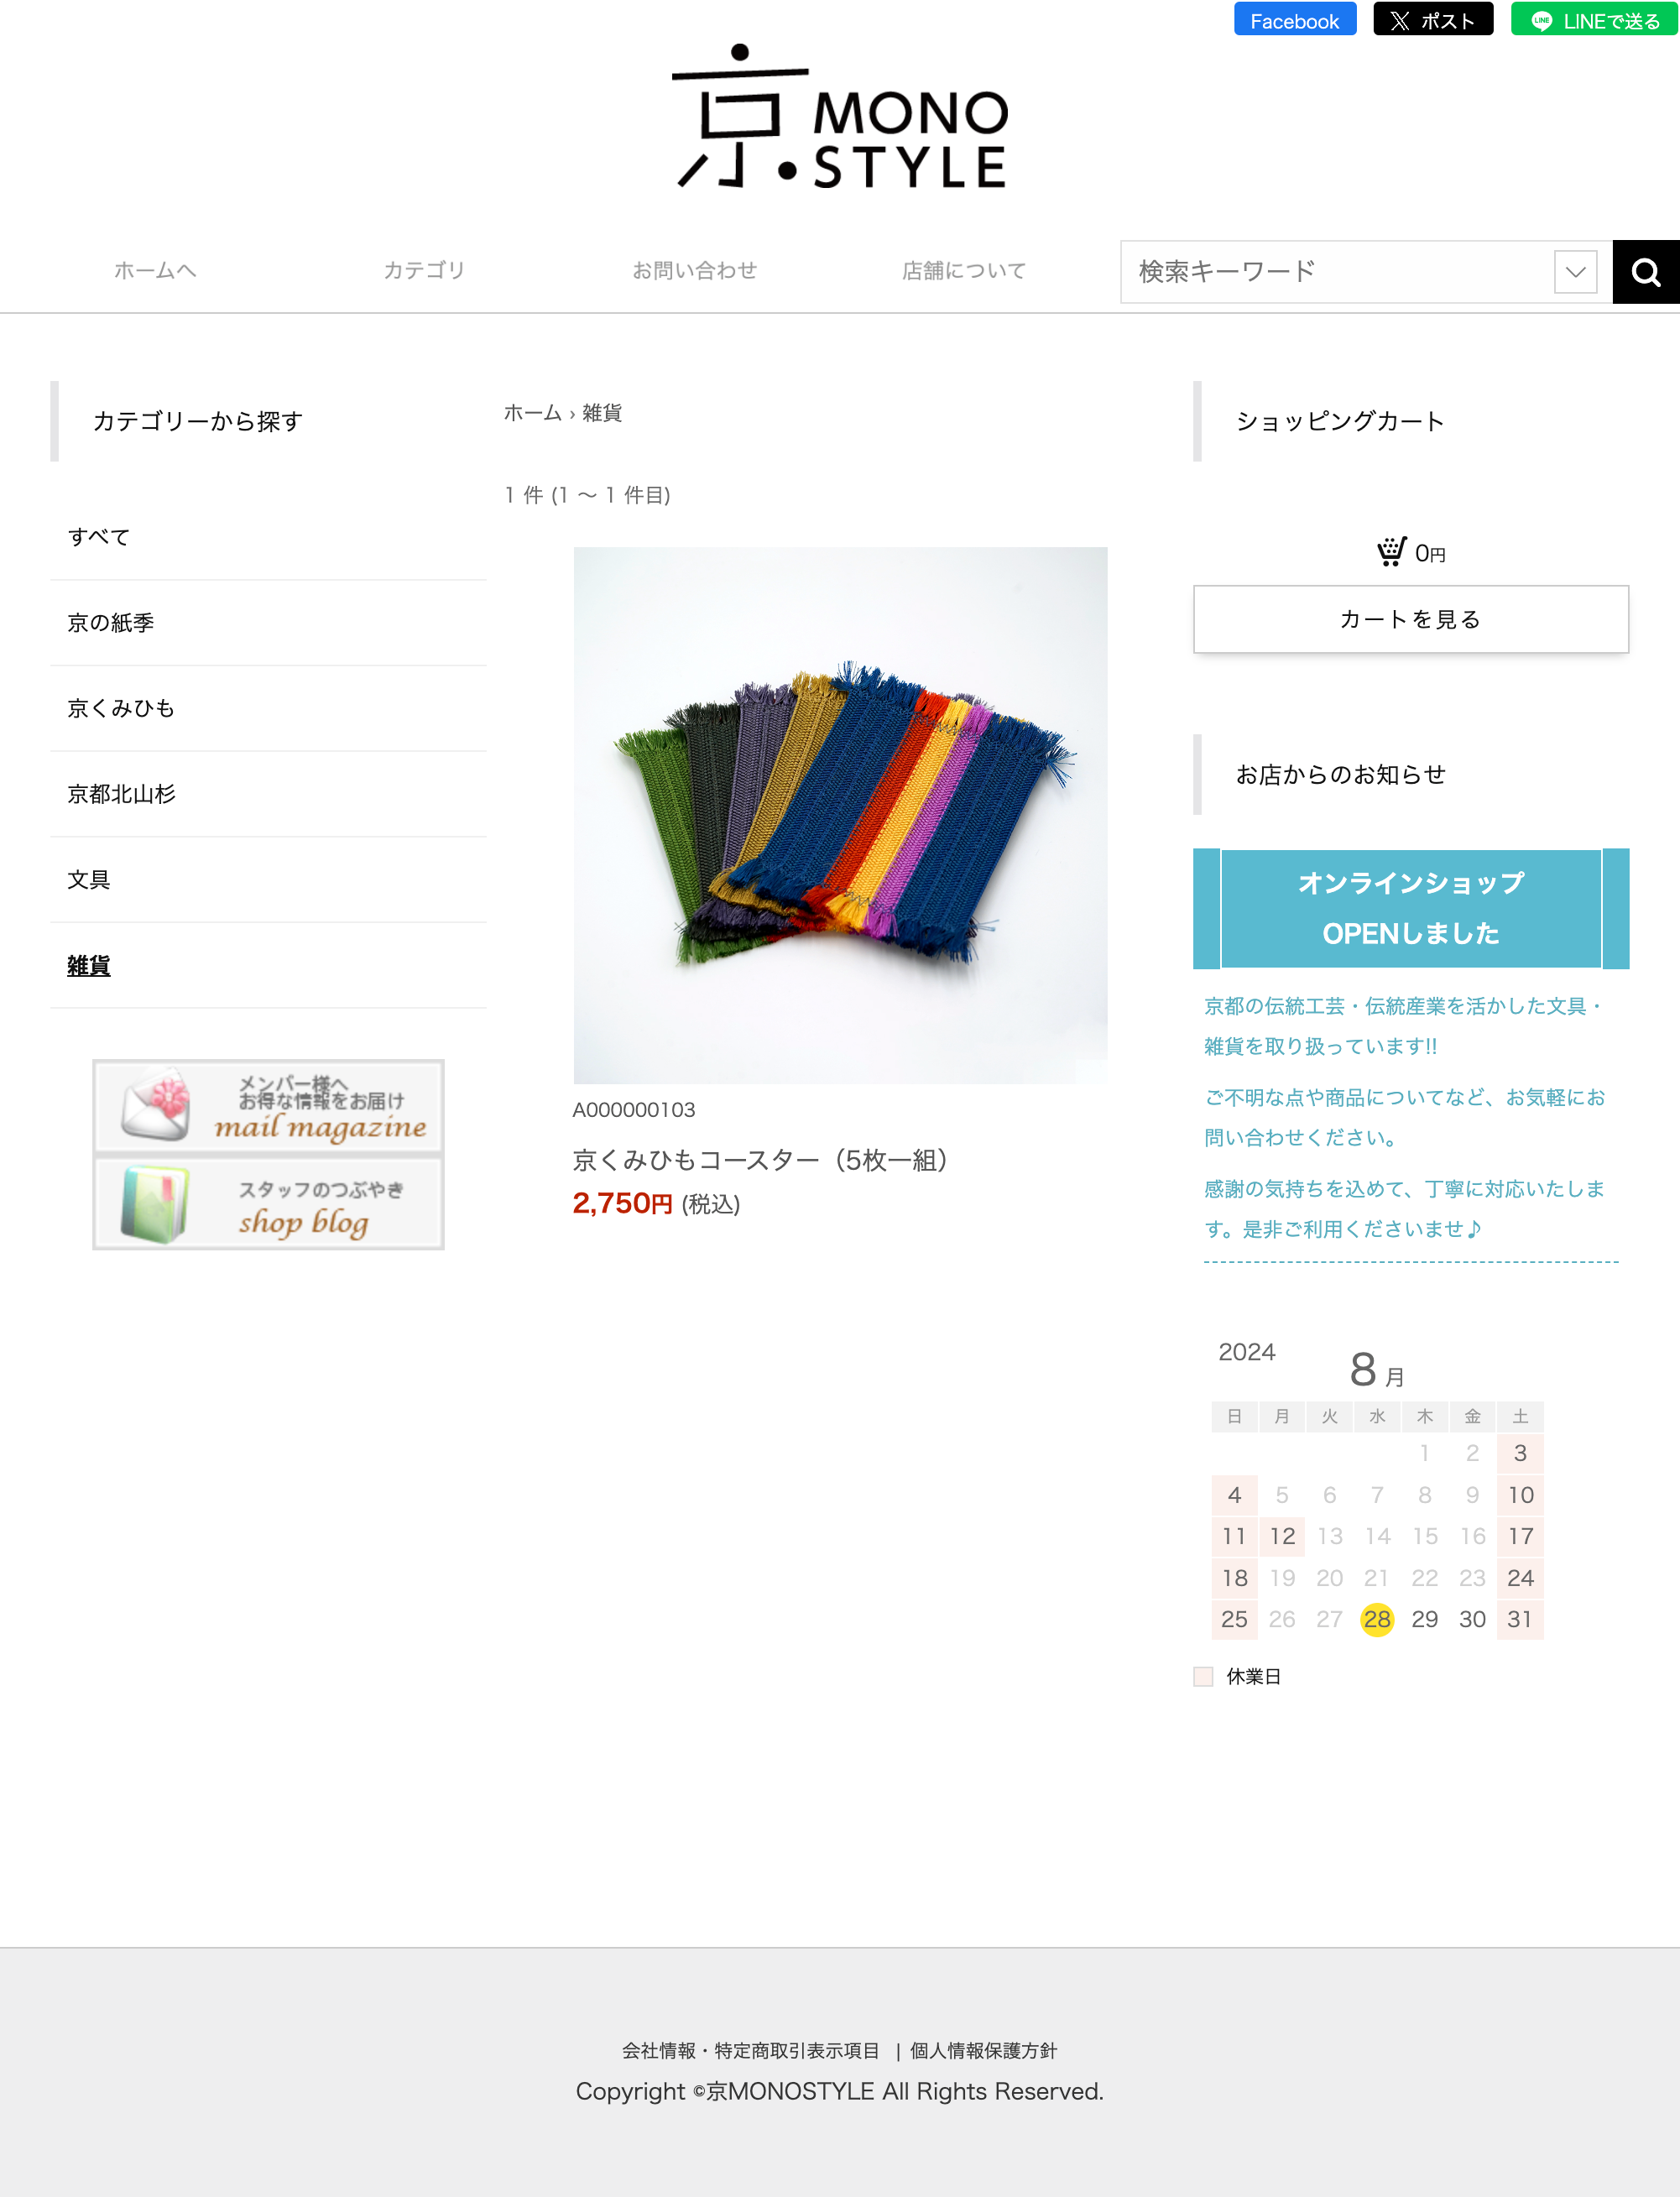 Facebook
ポスト
LINEで送る
京 MONO
STYLE
ホームへ
カテゴリ
お問い合わせ
店舗について
検索キーワード
カテゴリーから探す
すべて
京の紙季
京くみひも
京都北山杉
文具
雑貨
メンバー様へ
お得な情報をお届け
mail magazine
スタッフのつぶやき
shop blog
ホーム › 雑貨
1 件 (1 ～ 1 件目)
A000000103
京くみひもコースター（5枚一組）
2,750円 (税込)
ショッピングカート
0円
カートを見る
お店からのお知らせ
オンラインショップ
OPENしました
京都の伝統工芸・伝統産業を活かした文具・
雑貨を取り扱っています!!
ご不明な点や商品についてなど、お気軽にお
問い合わせください。
感謝の気持ちを込めて、丁寧に対応いたしま
す。是非ご利用くださいませ♪
2024 8 月
日 月 火 水 木 金 土
1 2 3
4 5 6 7 8 9 10
11 12 13 14 15 16 17
18 19 20 21 22 23 24
25 26 27 28 29 30 31
休業日
会社情報・特定商取引表示項目 | 個人情報保護方針
Copyright ©京MONOSTYLE All Rights Reserved.